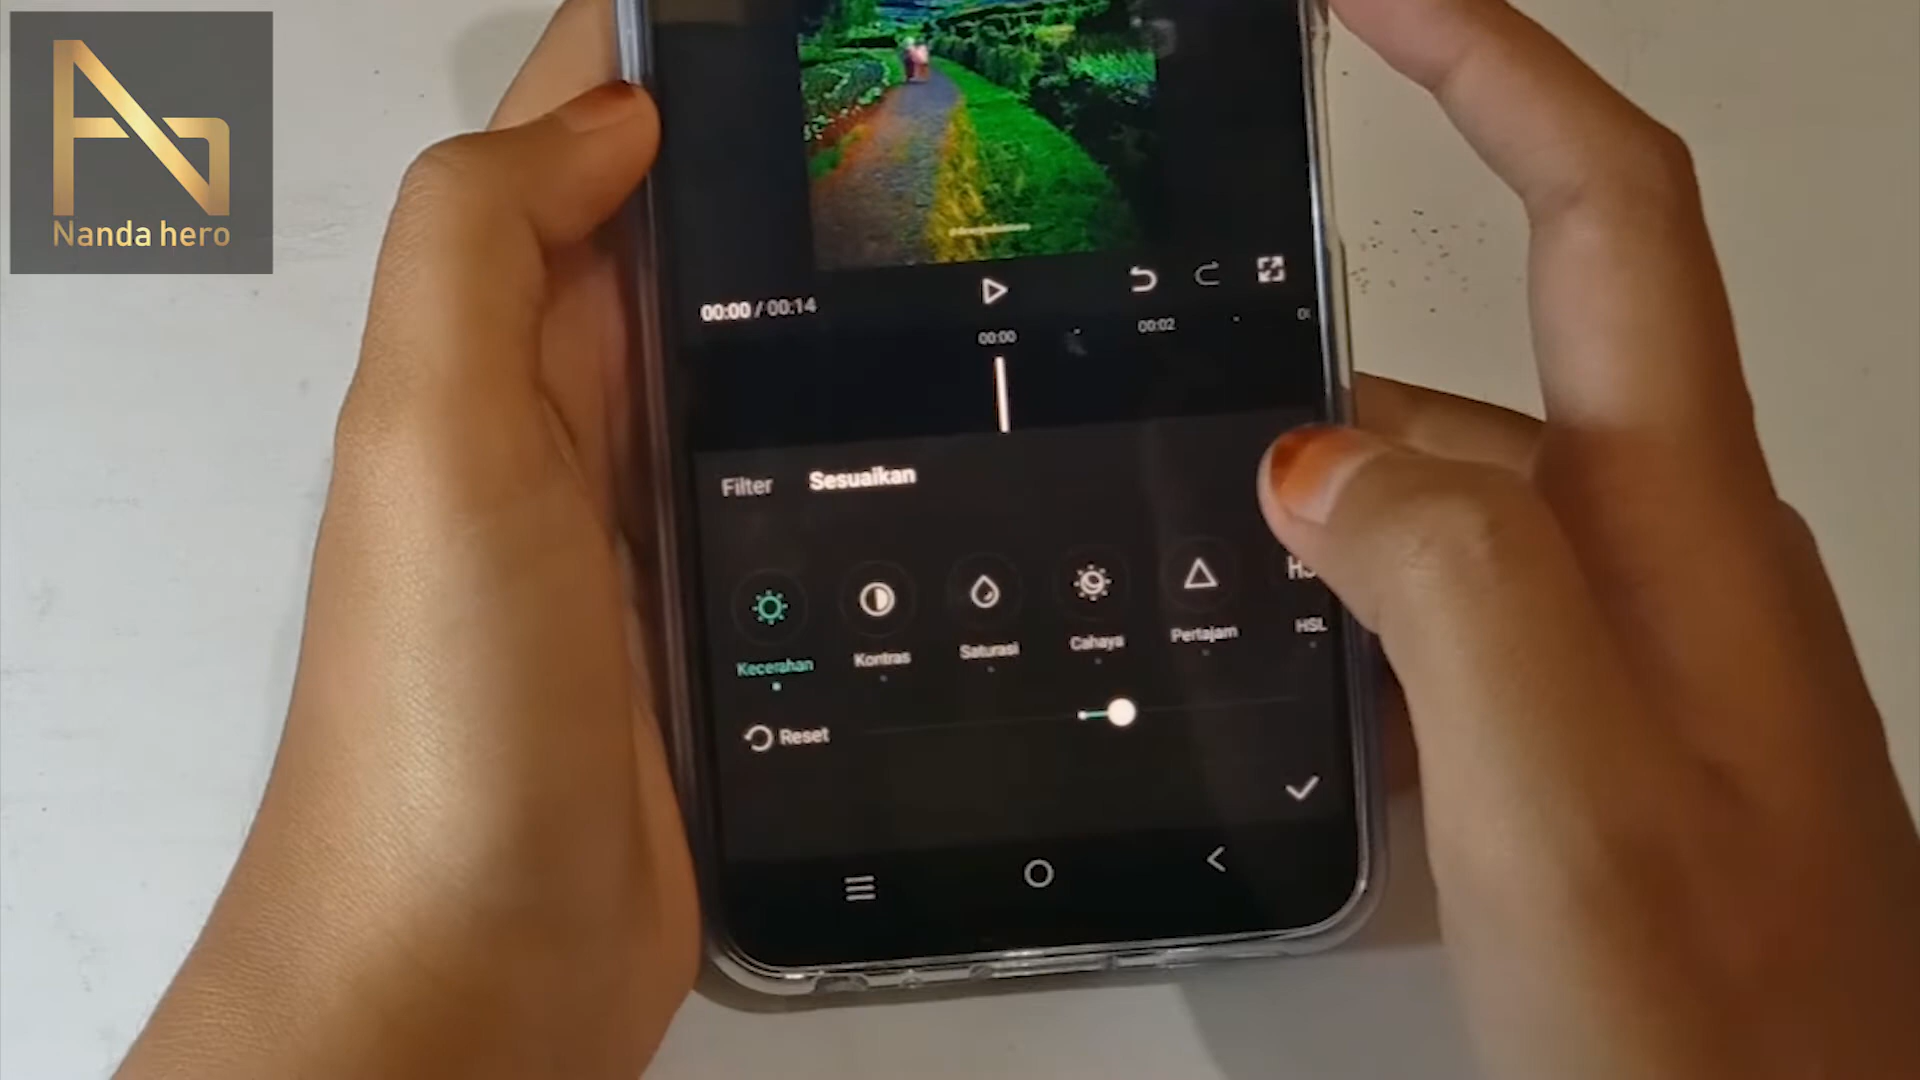 Nanda hero
00:00 / 00:14
00:00
00:02
Filter
Sesuaikan
Kecerahan
Kontras
Saturasi
Cahaya
Pertajam
HSL
Reset